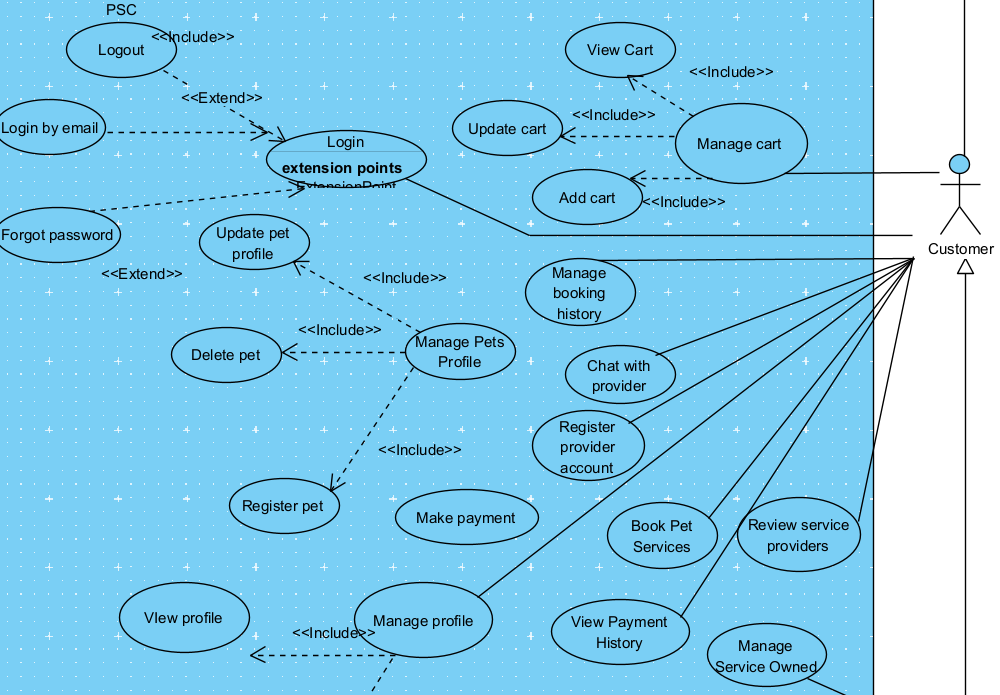 PSC
<<Include>>
Logout
View Cart
<<Include>>
<<Extend>>
<<Include>>
Login by email
Update cart
Login
extension points
ExtensionPoint
Manage cart
Add cart
<<Include>>
Forgot password
Update pet
profile
Customer
<<Extend>>
<<Include>>
Manage
booking
history
<<Include>>
Delete pet
Manage Pets
Profile
Chat with
provider
Register
provider
account
<<Include>>
Register pet
Make payment
Book Pet
Services
Review service
providers
VIew profile
<<Include>>
Manage profile
View Payment
History
Manage
Service Owned